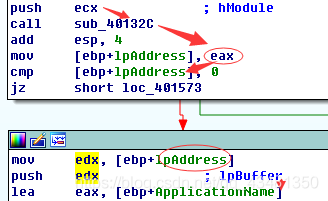 push ecx ; hModule
call sub_40132C
add esp, 4
mov [ebp+lpAddress], eax
cmp [ebp+lpAddress], 0
jz short loc_401573
mov edx, [ebp+lpAddress]
push edx ; lpBuffer
lea eax, [ebp+ApplicationName]